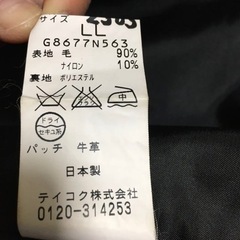 サイズ
LL
G8677N563
表地 毛 90%
ナイロン 10%
裏地 ポリエステル
中
ドライ
セキユ系
パッチ 牛革
日本製
テイコク株式会社
0120-314253